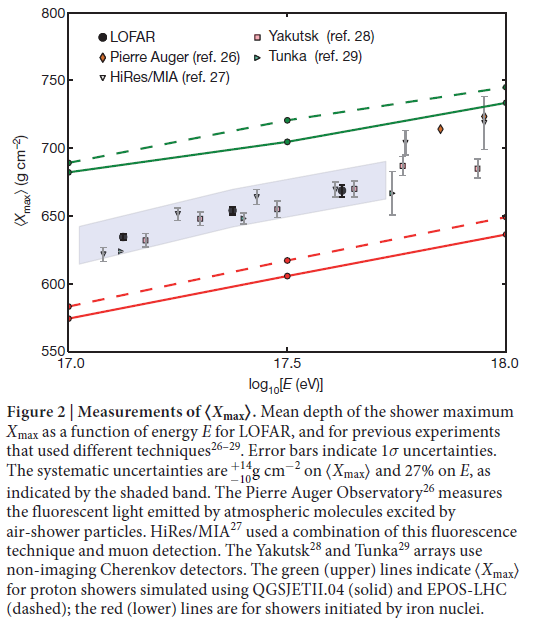 800
750
700
650
600
550
⟨Xmax⟩ (g cm−2)
LOFAR
Pierre Auger (ref. 26)
HiRes/MIA (ref. 27)
Yakutsk (ref. 28)
Tunka (ref. 29)
17.0
17.5
18.0
log10[E (eV)]
Figure 2 | Measurements of ⟨Xmax⟩. Mean depth of the shower maximum
Xmax as a function of energy E for LOFAR, and for previous experiments
that used different techniques26–29. Error bars indicate 1σ uncertainties.
The systematic uncertainties are +14 −10 g cm−2 on ⟨Xmax⟩ and 27% on E, as
indicated by the shaded band. The Pierre Auger Observatory26 measures
the fluorescent light emitted by atmospheric molecules excited by
air-shower particles. HiRes/MIA27 used a combination of this fluorescence
technique and muon detection. The Yakutsk28 and Tunka29 arrays use
non-imaging Cherenkov detectors. The green (upper) lines indicate ⟨Xmax⟩
for proton showers simulated using QGSJETII.04 (solid) and EPOS-LHC
(dashed); the red (lower) lines are for showers initiated by iron nuclei.